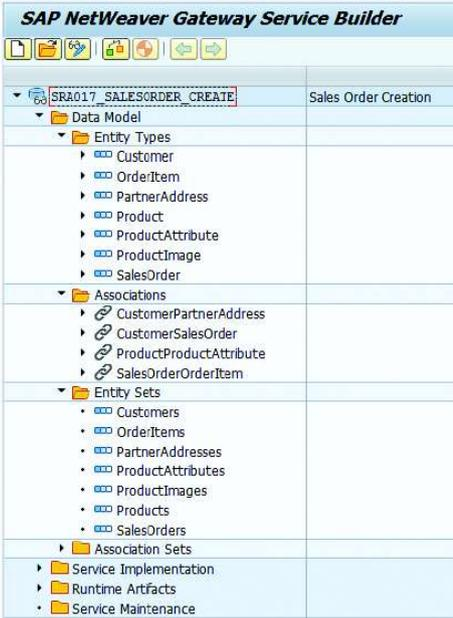 SAP NetWeaver Gateway Service Builder
SRA017_SALESORDER_CREATE Sales Order Creation
Data Model
Entity Types
Customer
OrderItem
PartnerAddress
Product
ProductAttribute
ProductImage
SalesOrder
Associations
CustomerPartnerAddress
CustomerSalesOrder
ProductProductAttribute
SalesOrderOrderItem
Entity Sets
Customers
OrderItems
PartnerAddresses
ProductAttributes
ProductImages
Products
SalesOrders
Association Sets
Service Implementation
Runtime Artifacts
Service Maintenance